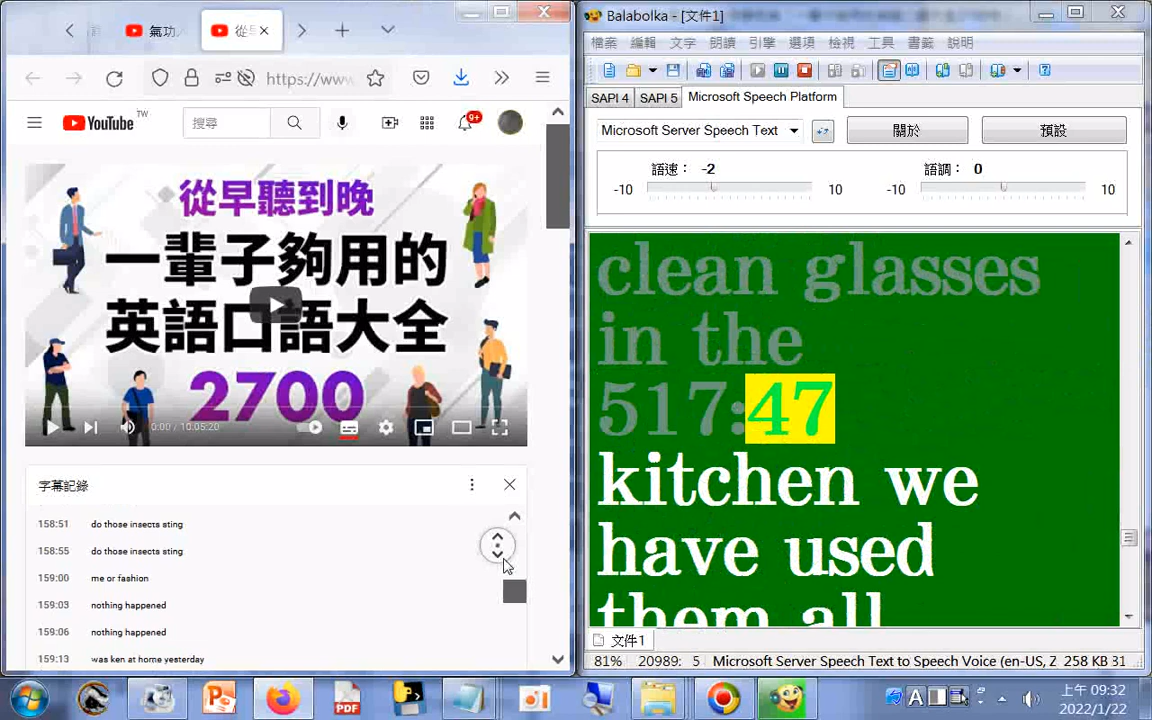 氣功
從
https://www
YouTube TW
搜尋
9+
從早聽到晚
一輩子夠用的
英語口語大全
2700
0:00 / 10:05:20
字幕記錄
158:51 do those insects sting
158:55 do those insects sting
159:00 me or fashion
159:03 nothing happened
159:06 nothing happened
159:13 was ken at home yesterday
Balabolka - [文件1]
檔案 編輯 文字 朗讀 引擎 選項 檢視 工具 書籤 說明
SAPI 4 SAPI 5 Microsoft Speech Platform
Microsoft Server Speech Text 關於 預設
語速： -2 語調： 0
-10 10 -10 10
clean glasses
in the
517:47
kitchen we
have used
them all
文件1
81% 20989: 5 Microsoft Server Speech Text to Speech Voice (en-US, Z 258 KB 31
PDF
上午 09:32
2022/1/22